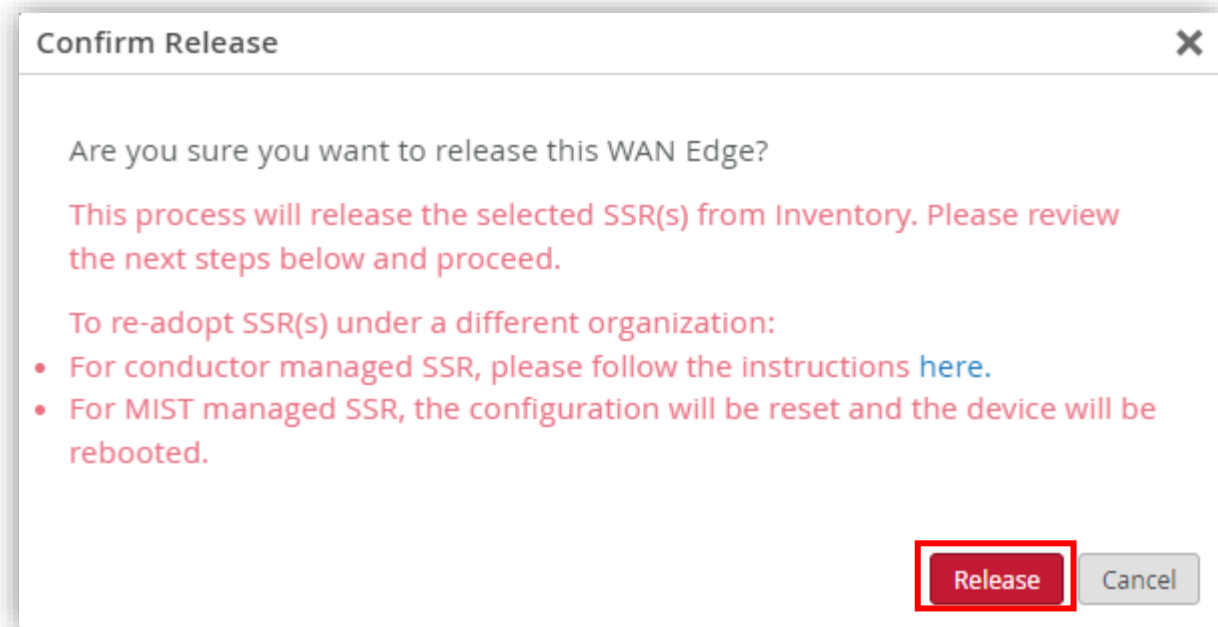 Confirm Release
Are you sure you want to release this WAN Edge?
This process will release the selected SSR(s) from Inventory. Please review
the next steps below and proceed.
To re-adopt SSR(s) under a different organization:
• For conductor managed SSR, please follow the instructions here.
• For MIST managed SSR, the configuration will be reset and the device will be
rebooted.
Release
Cancel